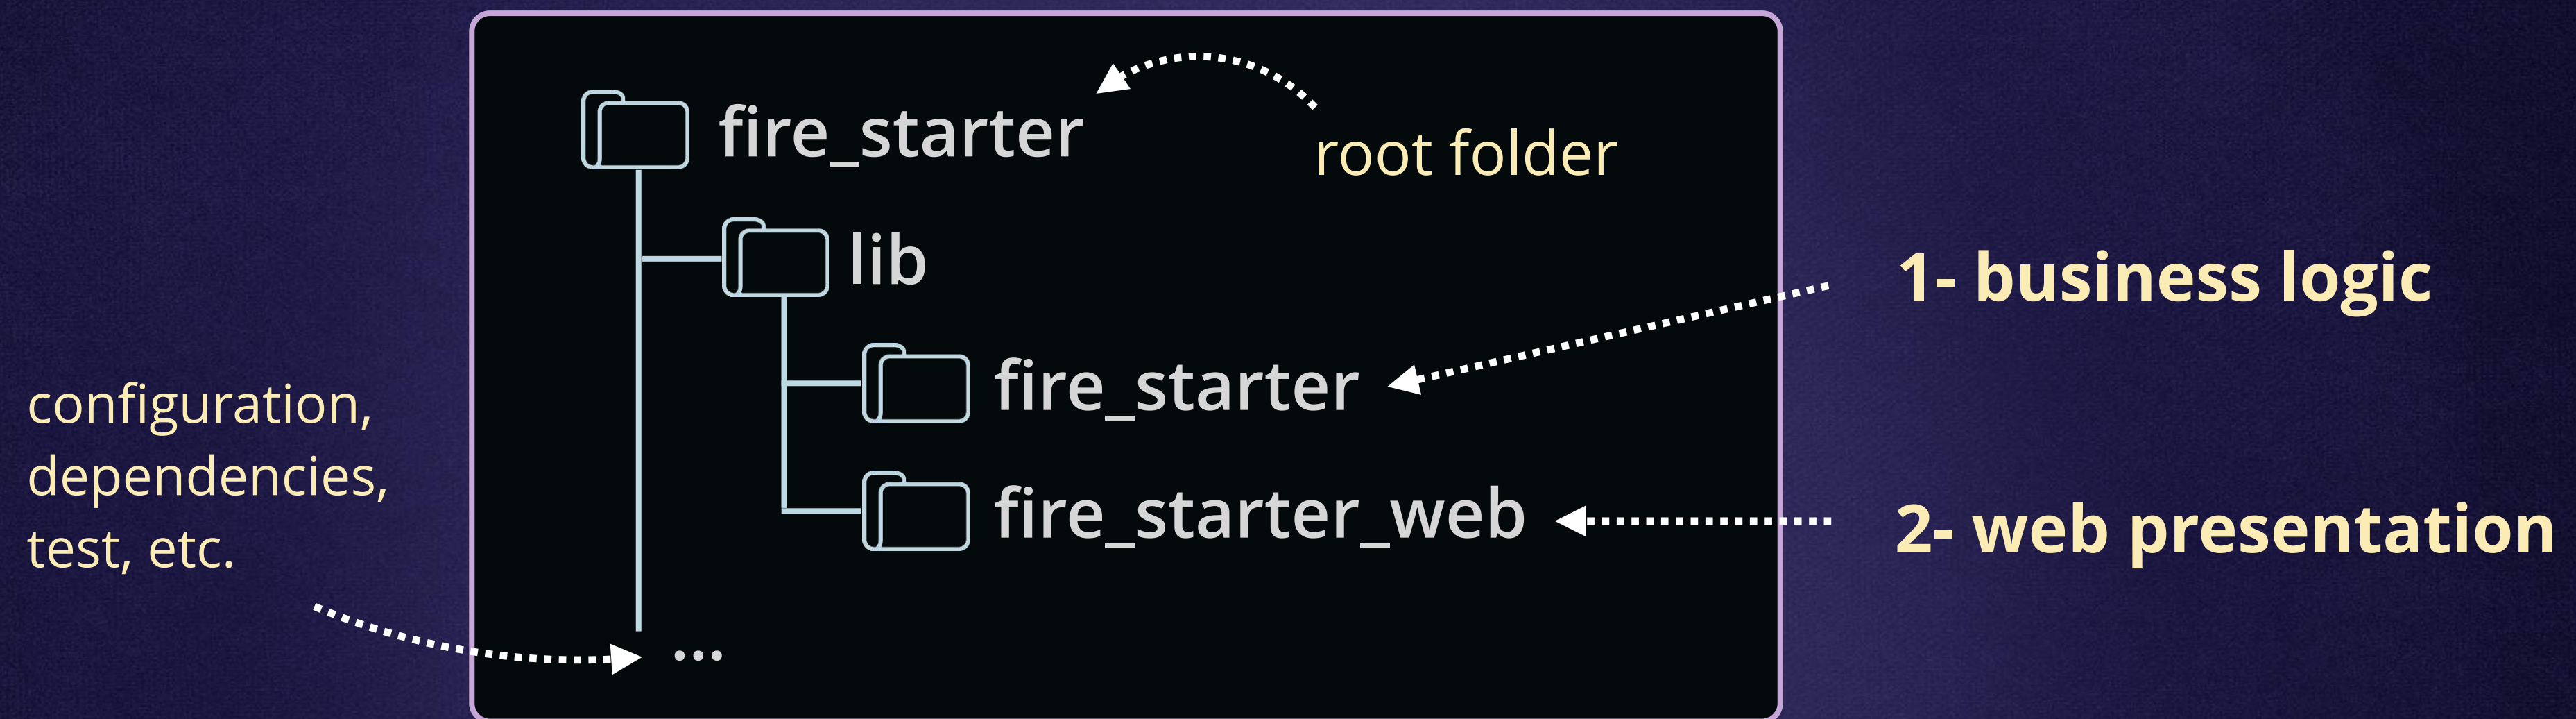 fire_starter
root folder
lib
1- business logic
fire_starter
configuration,
dependencies,
test, etc.
fire_starter_web
2- web presentation
...